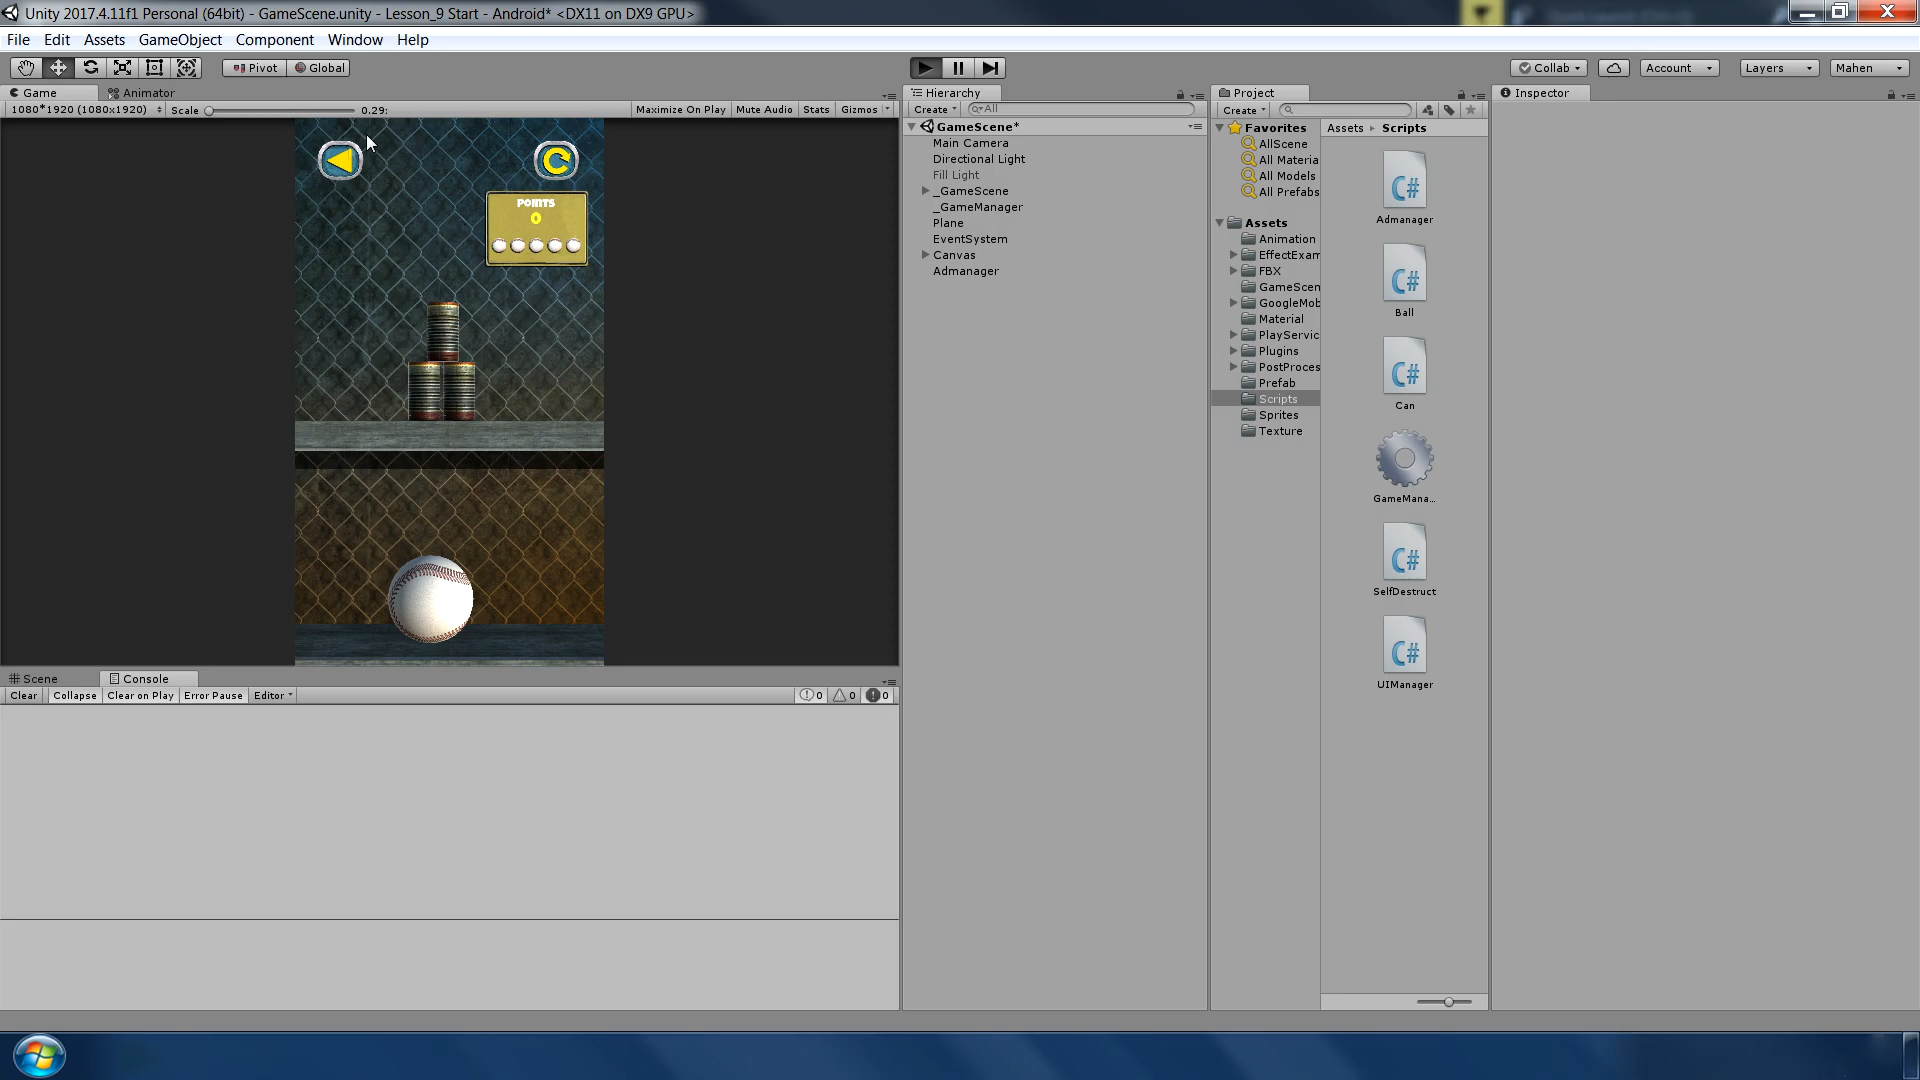 Unity 2017.4.11f1 Personal (64bit) - GameScene.unity - Lesson_9 Start - Android* <DX11 on DX9 GPU>
File Edit Assets GameObject Component Window Help
Pivot Global Collab Account Layers Mahen
Game Animator Hierarchy Project Inspector
1080*1920 (1080x1920) Scale 0.29: Maximize On Play Mute Audio Stats Gizmos Create All Create
GameScene*
Main Camera
Directional Light
Fill Light
_GameScene
_GameManager
Plane
EventSystem
Canvas
Admanager
Favorites
AllScene
All Materia
All Models
All Prefabs
Assets
Animation
EffectExam
FBX
GameScen
GoogleMob
Material
PlayServic
Plugins
PostProces
Prefab
Scripts
Sprites
Texture
Assets Scripts
C#
Admanager
C#
Ball
C#
Can
GameMana...
C#
SelfDestruct
C#
UIManager
POINTS
0
Scene Console
Clear Collapse Clear on Play Error Pause Editor 0 0 0